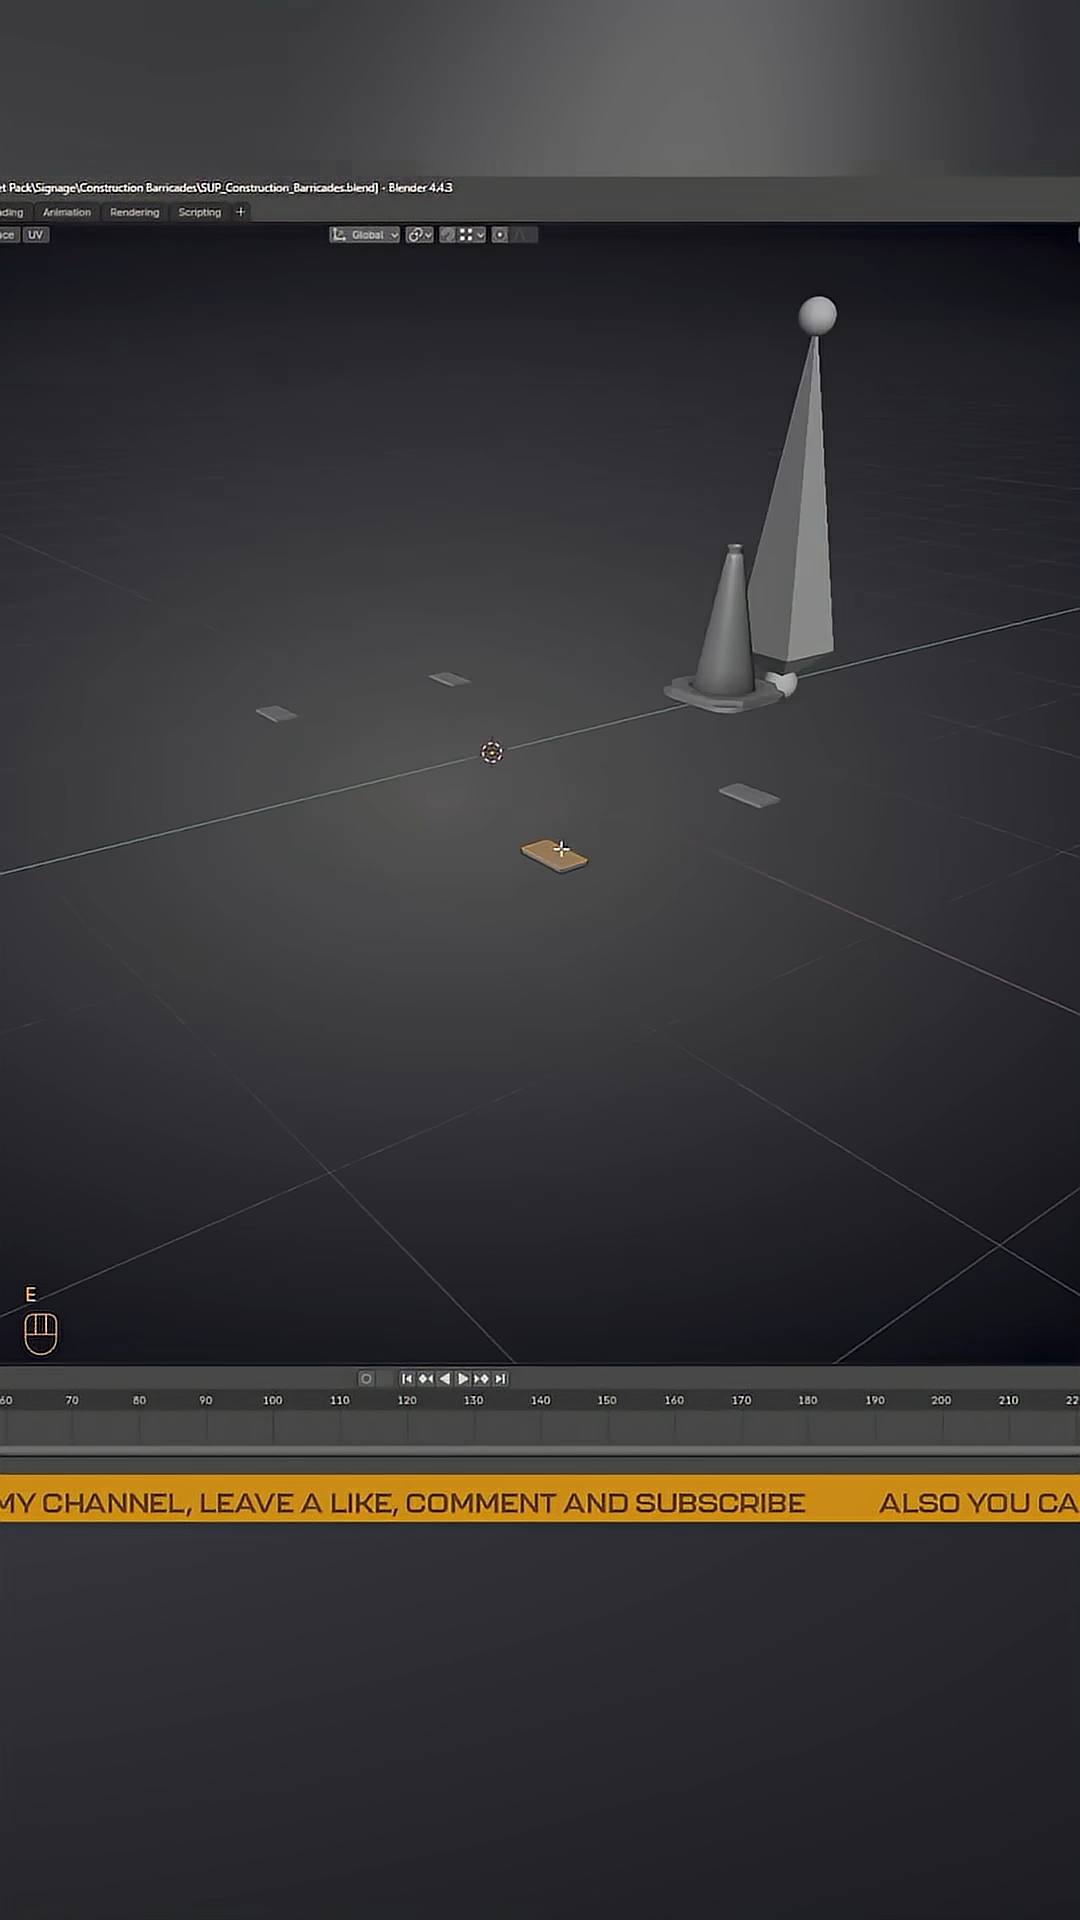 et Pack\Signage\Construction Barricades\SUP_Construction_Barricades.blend] - Blender 4.4.3
ading Animation Rendering Scripting +
ace UV Global
E
60 70 80 90 100 110 120 130 140 150 160 170 180 190 200 210 22
MY CHANNEL, LEAVE A LIKE, COMMENT AND SUBSCRIBE ALSO YOU CA